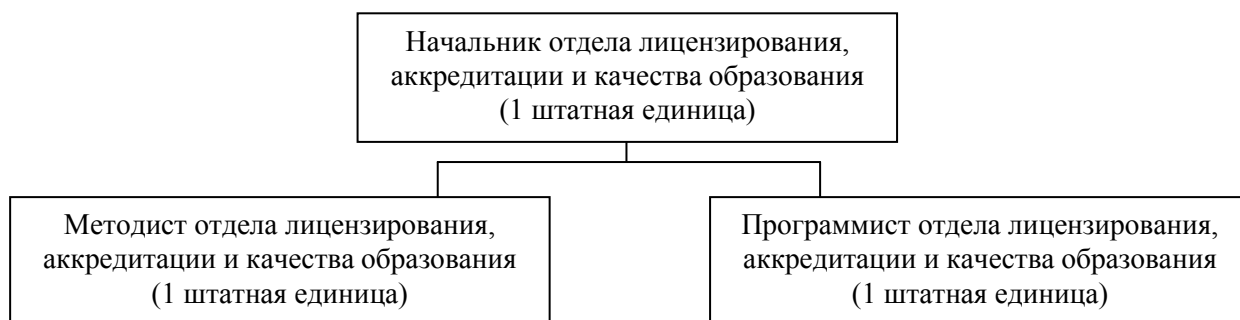 Начальник отдела лицензирования,
аккредитации и качества образования
(1 штатная единица)
Методист отдела лицензирования,
аккредитации и качества образования
(1 штатная единица)
Программист отдела лицензирования,
аккредитации и качества образования
(1 штатная единица)